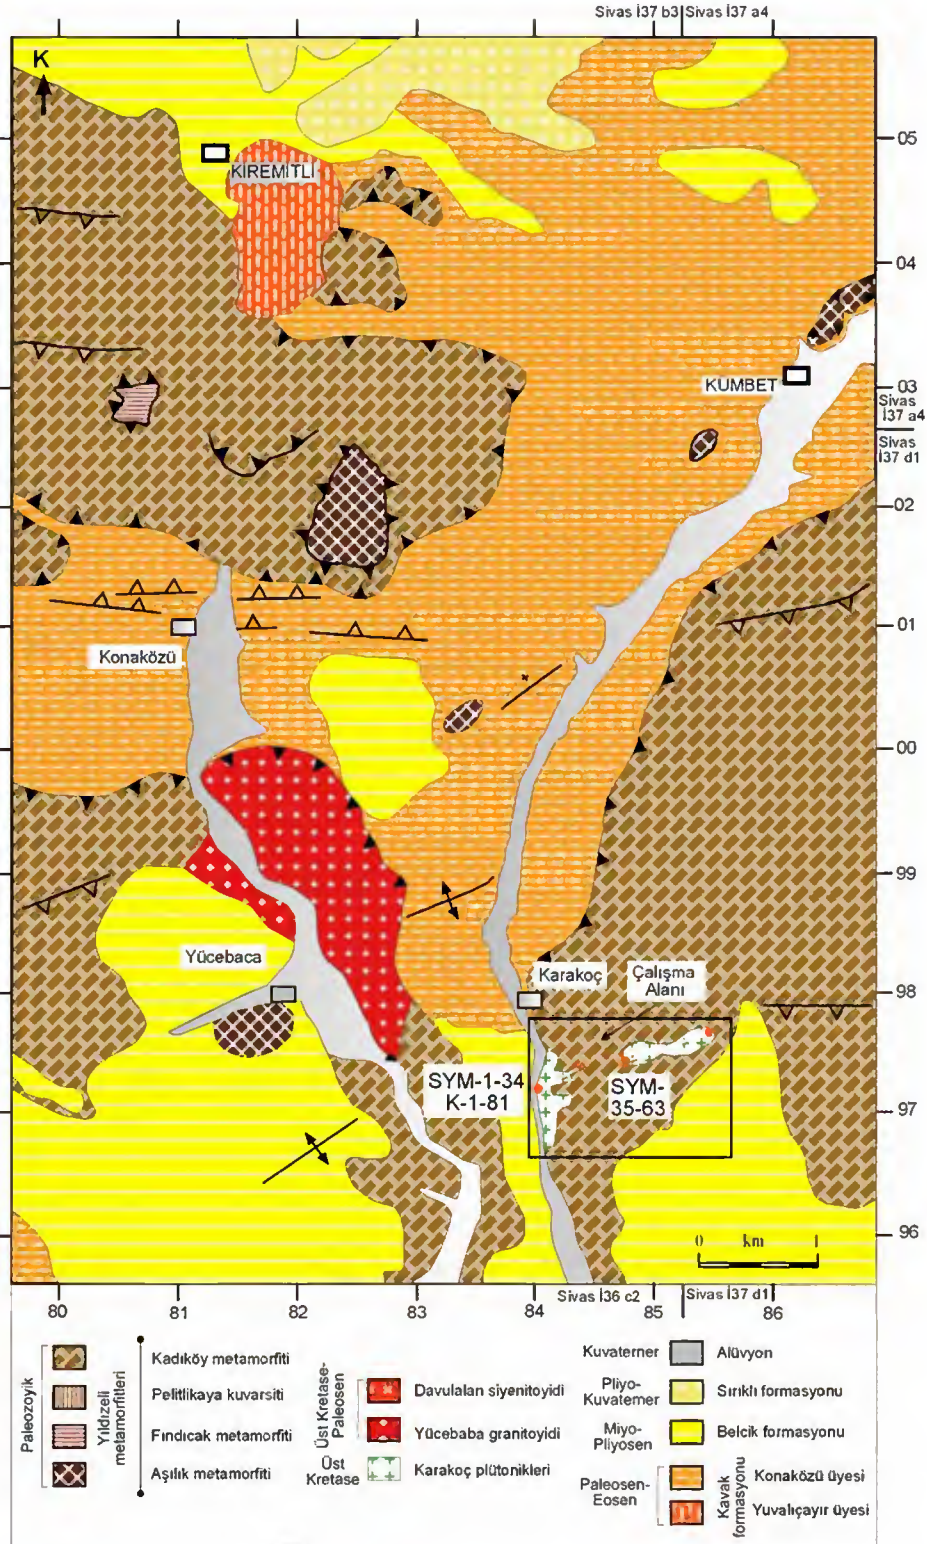 Sivas İ37 b3
Sivas İ37 a4
K
05
KIREMİTLİ
04
KUMBET
03
Sivas
İ37 a4
Sivas
İ37 d1
02
01
Konaközü
00
99
Yücebaca
Karakoç
Çalışma
Alanı
98
SYM-1-34
K-1-81
SYM-
35-63
97
96
0 km 1
80
81
82
83
84
Sivas İ36 c2
85
Sivas İ37 d1
86
Paleozoyik
Yıldızeli
metamorfitleri
Kadıköy metamorfiti
Pelitlikaya kuvarsiti
Fındıcak metamorfiti
Aşılık metamorfiti
Üst Kretase-
Paleosen
Davulalan siyenitoyidi
Yücebaba granitoyidi
Üst
Kretase
Karakoç plütonikleri
Kuvaterner
Alüvyon
Pliyo-
Kuvaterner
Sırıklı formasyonu
Miyo-
Pliyosen
Belcik formasyonu
Paleosen-
Eosen
Kavak
formasyonu
Konaközü üyesi
Yuvalıçayır üyesi